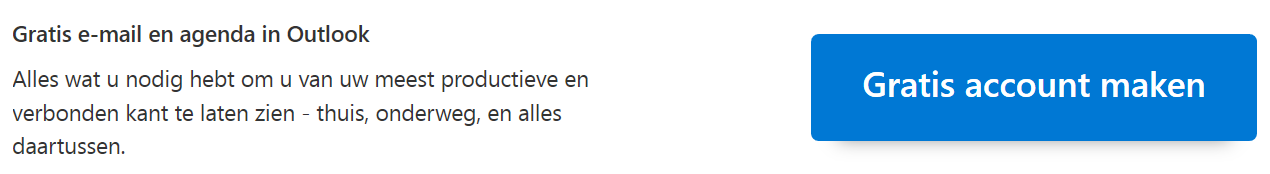 Gratis e-mail en agenda in Outlook
Alles wat u nodig hebt om u van uw meest productieve en
verbonden kant te laten zien - thuis, onderweg, en alles
daartussen.
Gratis account maken